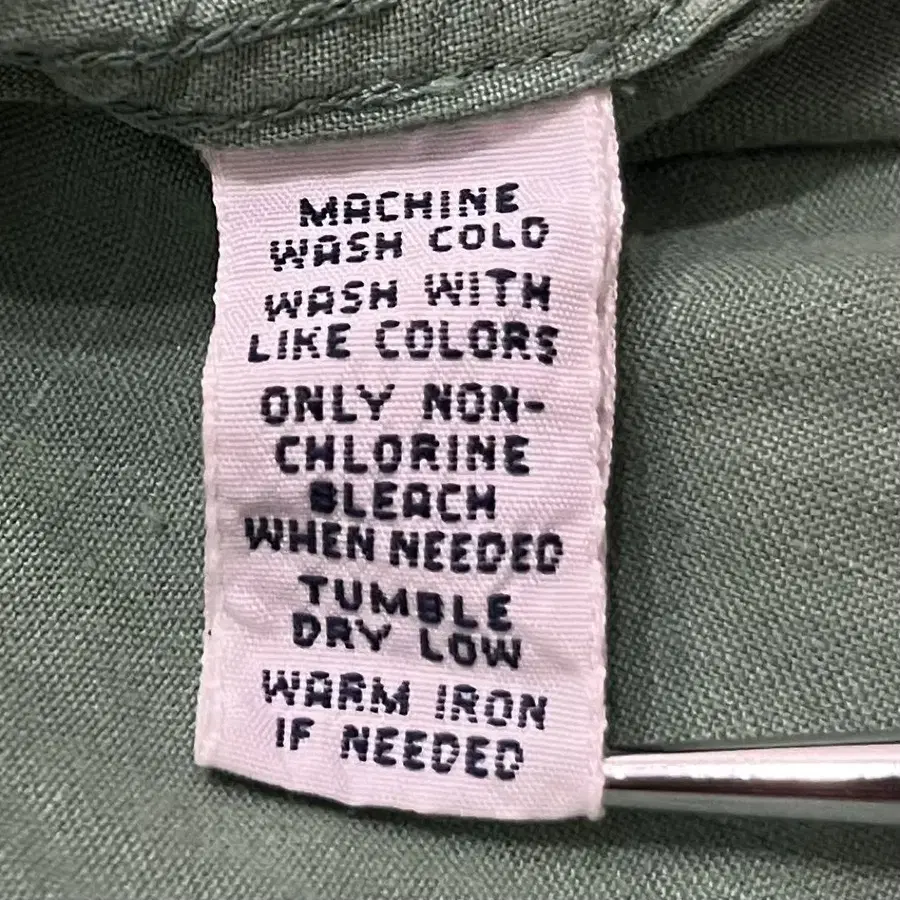 MACHINE
WASH COLD
WASH WITH
LIKE COLORS
ONLY NON-
CHLORINE
BLEACH
WHEN NEEDED
TUMBLE
DRY LOW
WARM IRON
IF NEEDED